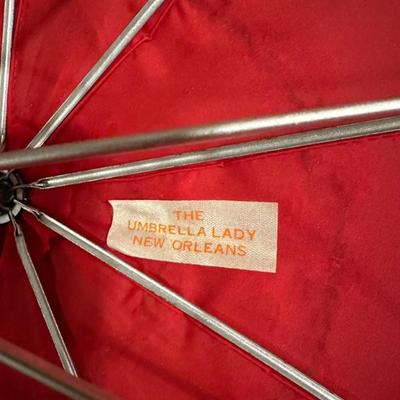 THE
UMBRELLA LADY
NEW ORLEANS